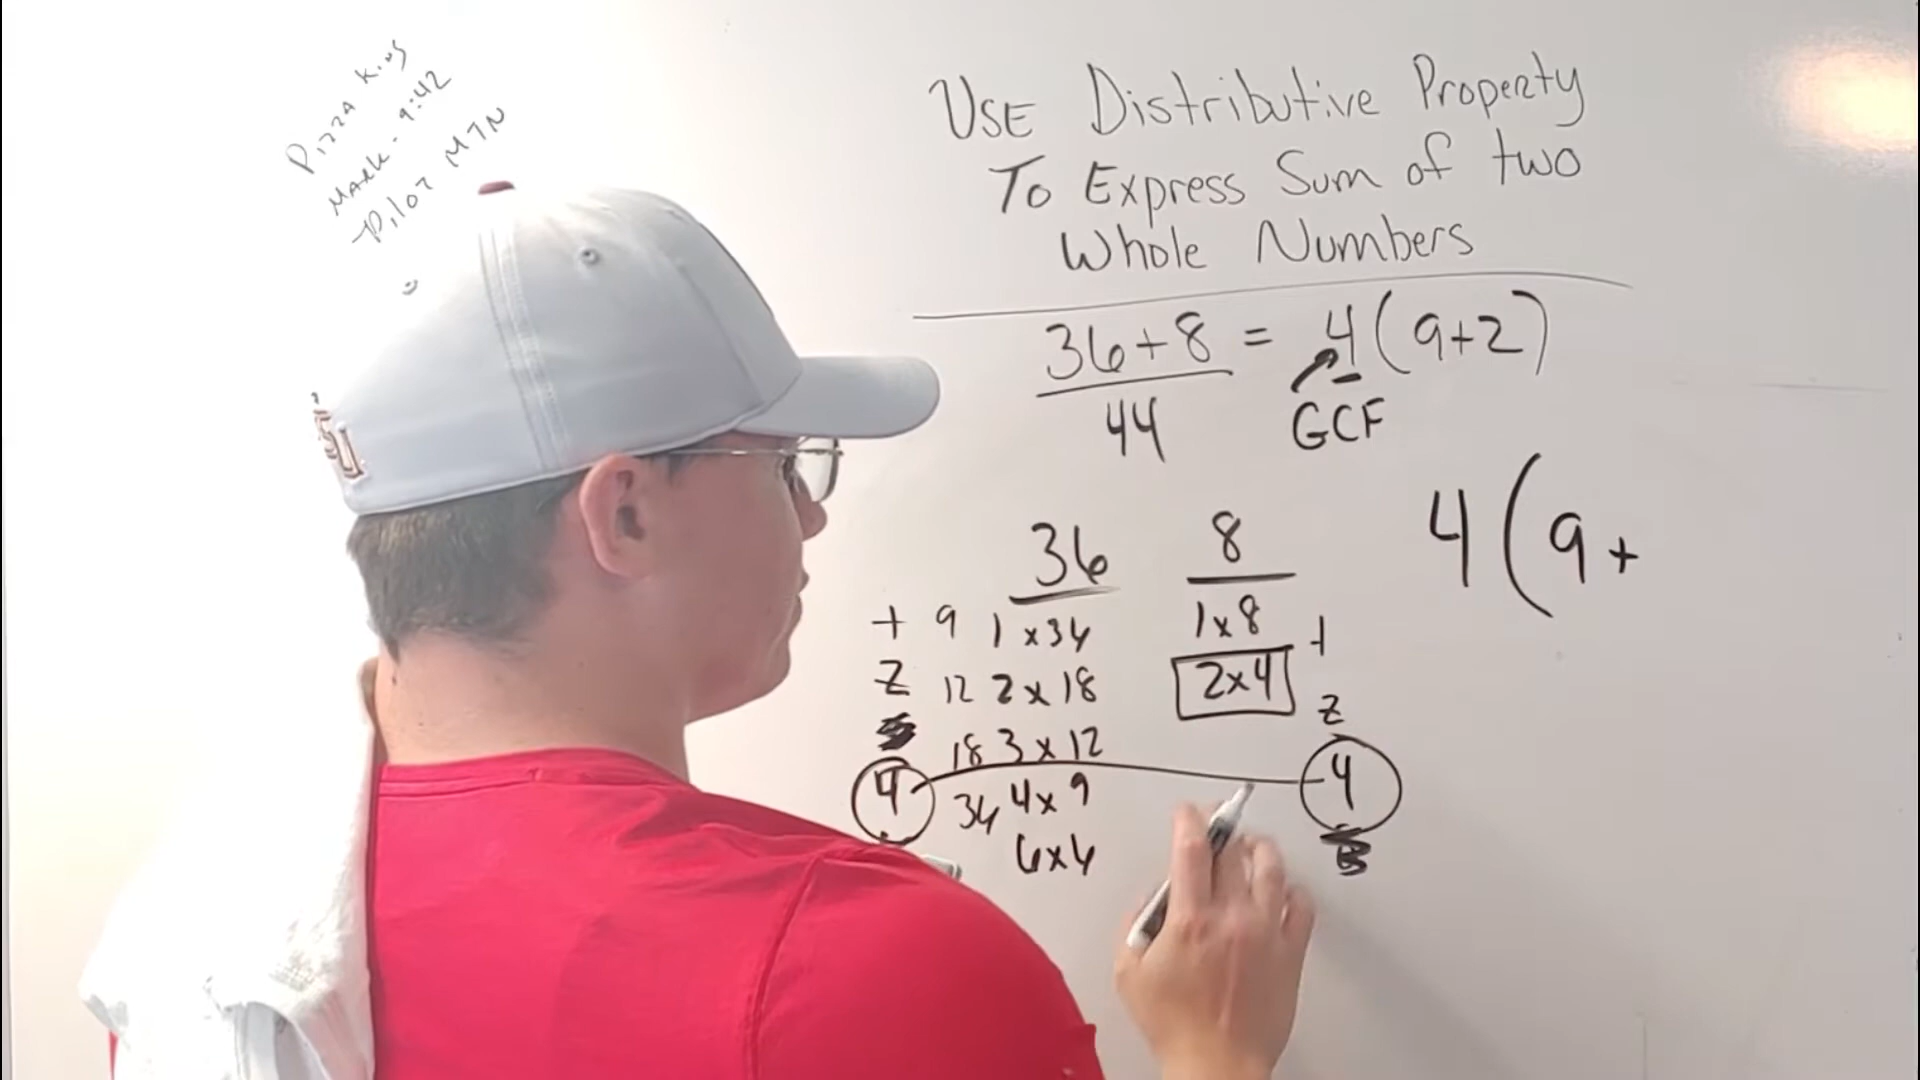 Pizza King
Mark - 9:42
Pilot MTN
USE Distributive Property
To Express Sum of two
Whole Numbers
36+8 = 4(9+2)
44
GCF
4(9+
36
8
1 9 1x36
1x8 1
2 12 2x18
2x4
2
18 3x12
4
4
36 4x9
6x6
SU